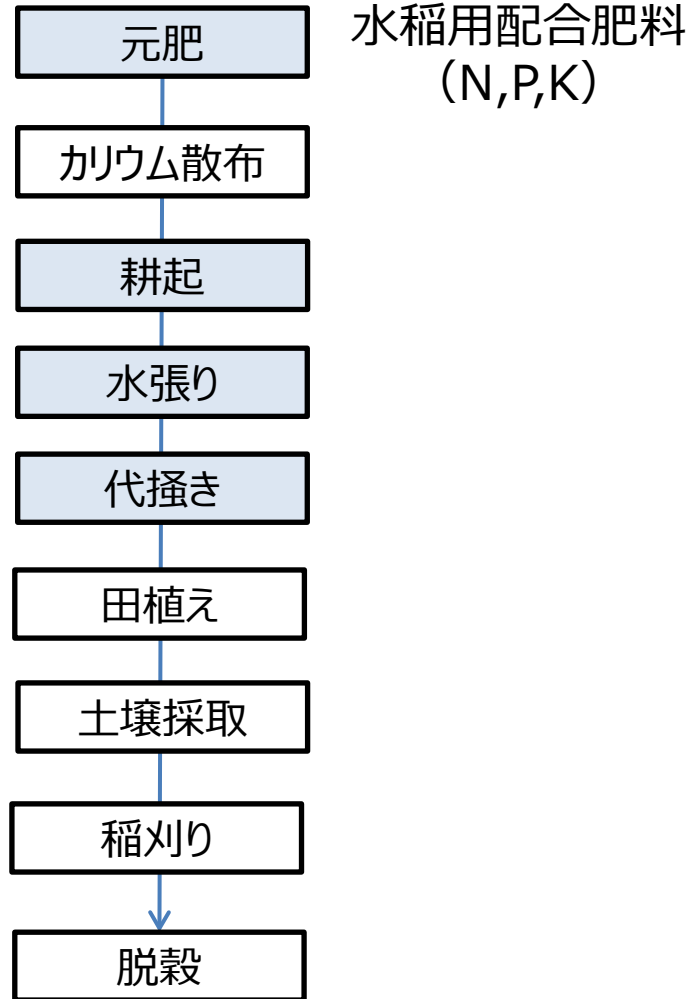 元肥
水稲用配合肥料
（N,P,K）
カリウム散布
耕起
水張り
代掻き
田植え
土壌採取
稲刈り
脱穀